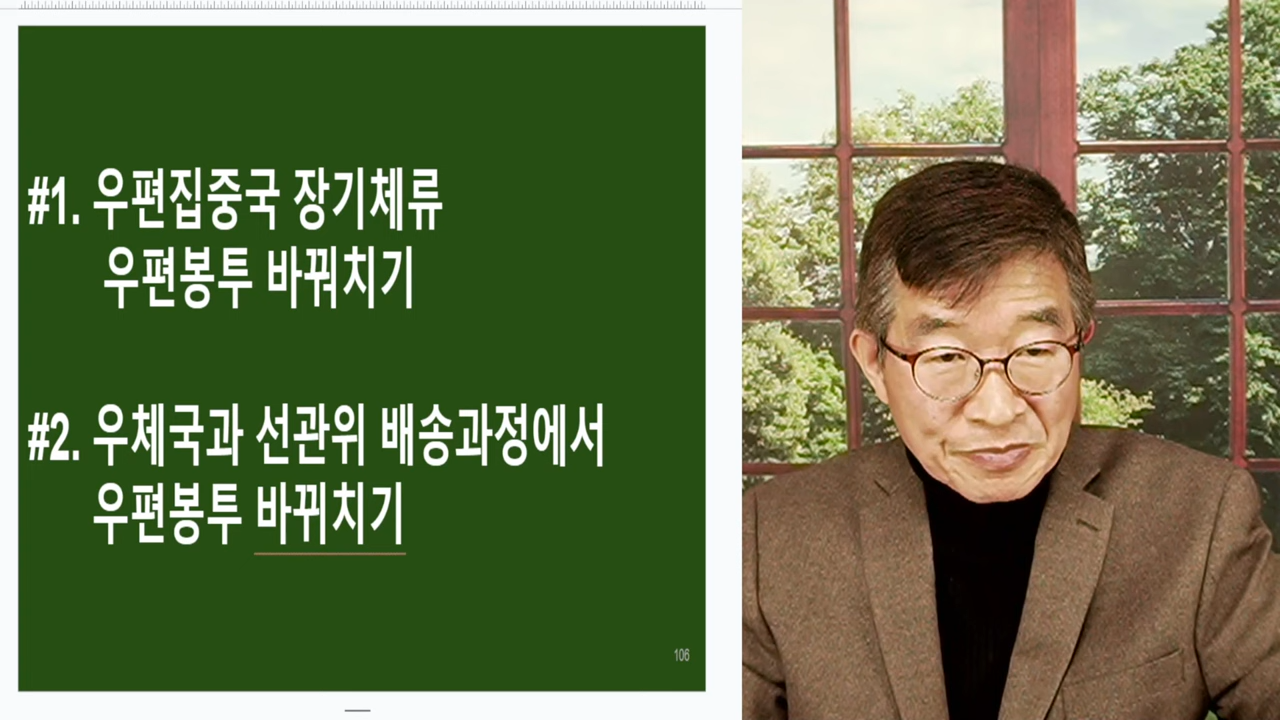 #1. 우편집중국 장기체류
우편봉투 바꿔치기
#2. 우체국과 선관위 배송과정에서
우편봉투 바뀌치기
106